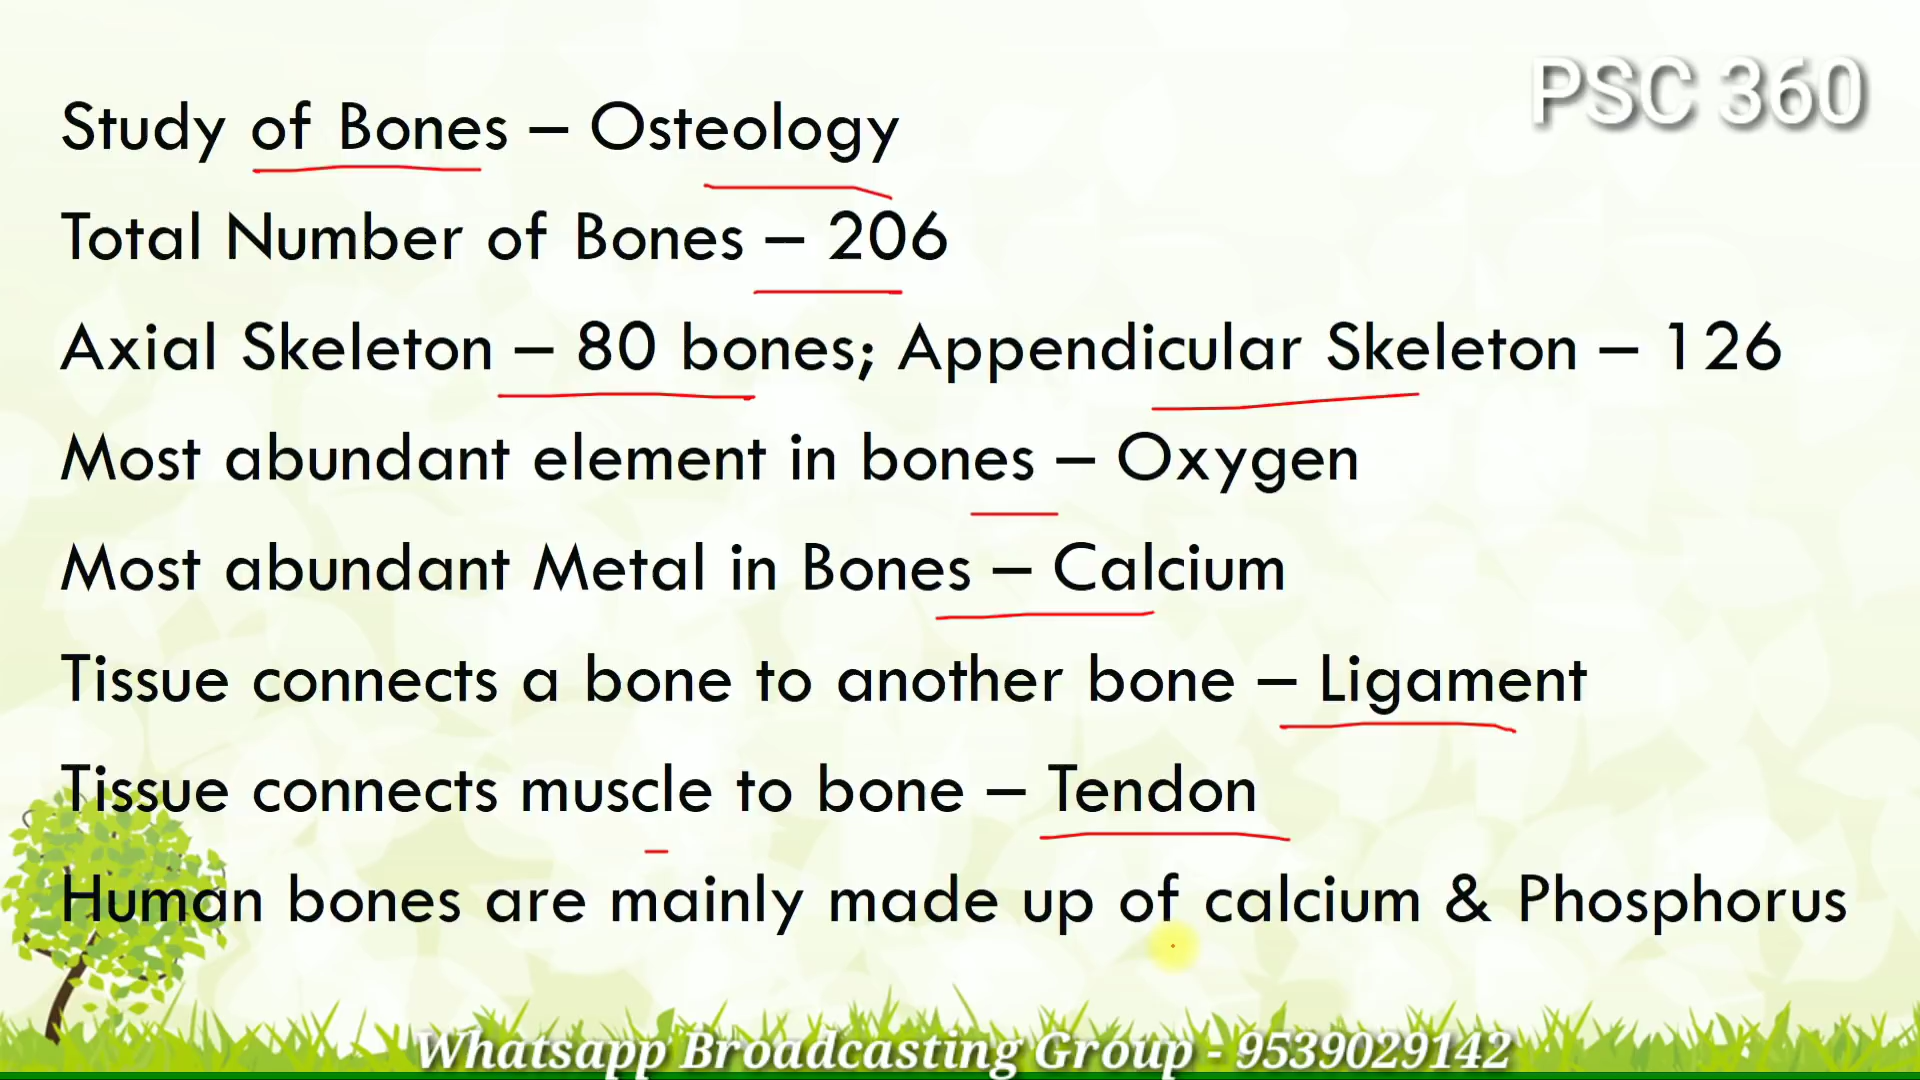 PSC 360
Study of Bones – Osteology
Total Number of Bones – 206
Axial Skeleton – 80 bones; Appendicular Skeleton – 126
Most abundant element in bones – Oxygen
Most abundant Metal in Bones – Calcium
Tissue connects a bone to another bone – Ligament
Tissue connects muscle to bone – Tendon
Human bones are mainly made up of calcium & Phosphorus
Whatsapp Broadcasting Group - 9539029142